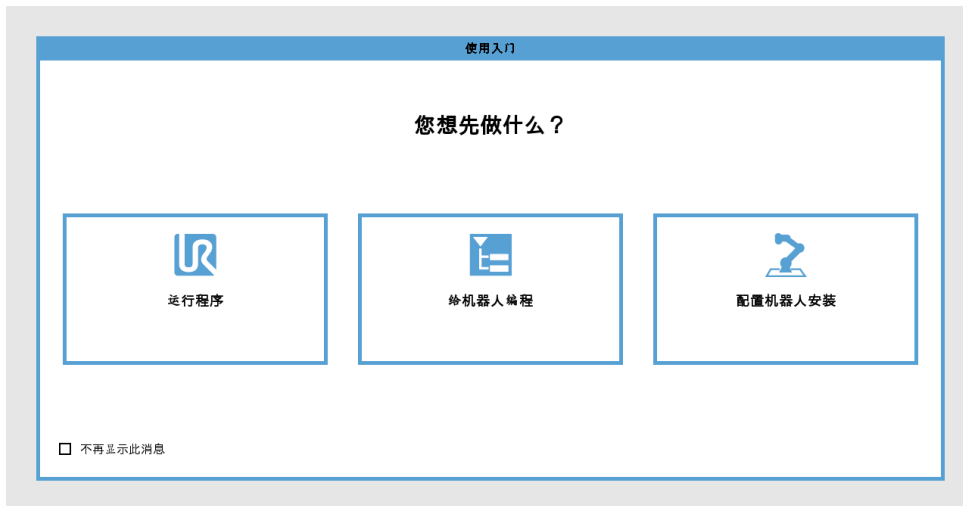 使用入门
您想先做什么？
UR
运行程序
给机器人编程
配置机器人安装
不再显示此消息